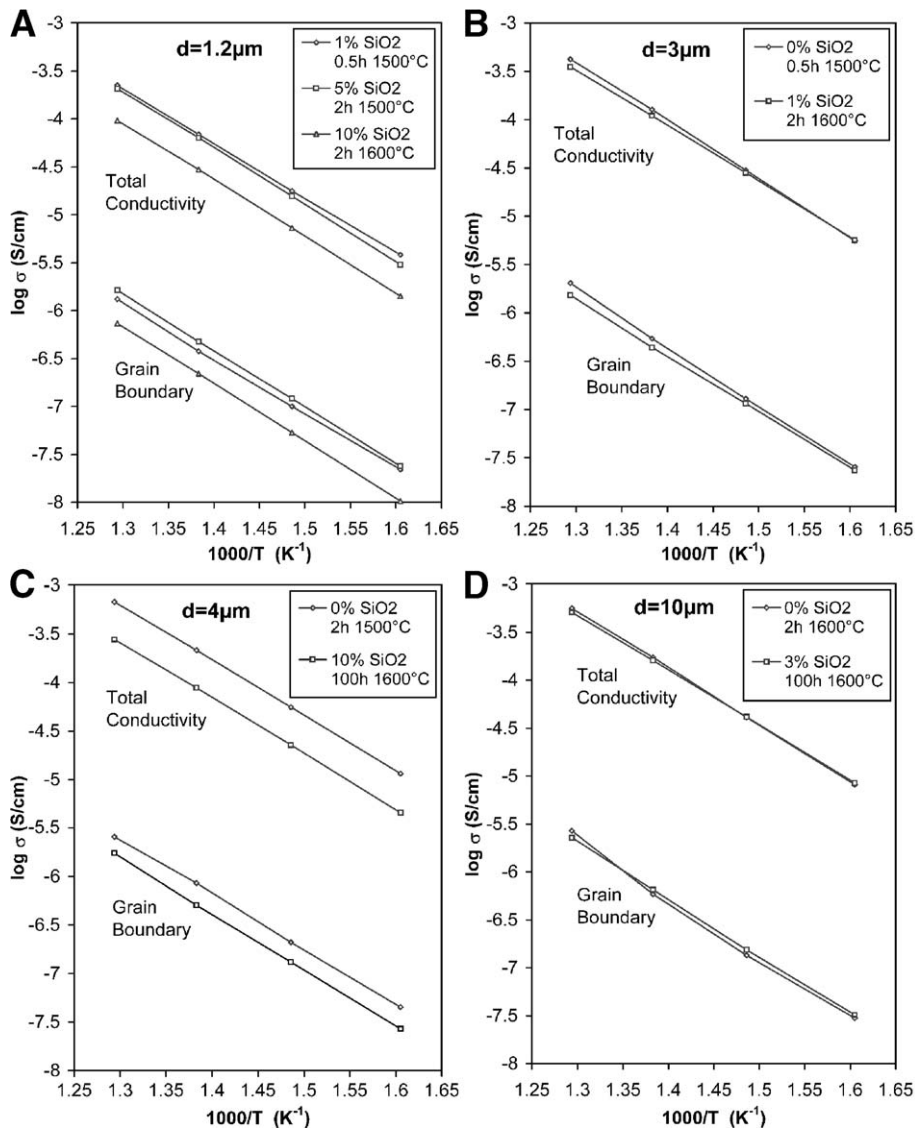 A
d=1.2µm
1% SiO2
0.5h 1500°C
5% SiO2
2h 1500°C
10% SiO2
2h 1600°C
Total
Conductivity
Grain
Boundary
log σ (S/cm)
-3
-3.5
-4
-4.5
-5
-5.5
-6
-6.5
-7
-7.5
-8
1.25 1.3 1.35 1.4 1.45 1.5 1.55 1.6 1.65
1000/T (K⁻¹)
B
d=3µm
0% SiO2
0.5h 1500°C
1% SiO2
2h 1600°C
Total
Conductivity
Grain
Boundary
log σ (S/cm)
-3
-3.5
-4
-4.5
-5
-5.5
-6
-6.5
-7
-7.5
-8
1.25 1.3 1.35 1.4 1.45 1.5 1.55 1.6 1.65
1000/T (K⁻¹)
C
d=4µm
0% SiO2
2h 1500°C
10% SiO2
100h 1600°C
Total
Conductivity
Grain
Boundary
log σ (S/cm)
-3
-3.5
-4
-4.5
-5
-5.5
-6
-6.5
-7
-7.5
-8
1.25 1.3 1.35 1.4 1.45 1.5 1.55 1.6 1.65
1000/T (K⁻¹)
D
d=10µm
0% SiO2
2h 1600°C
3% SiO2
100h 1600°C
Total
Conductivity
Grain
Boundary
log σ (S/cm)
-3
-3.5
-4
-4.5
-5
-5.5
-6
-6.5
-7
-7.5
-8
1.25 1.3 1.35 1.4 1.45 1.5 1.55 1.6 1.65
1000/T (K⁻¹)